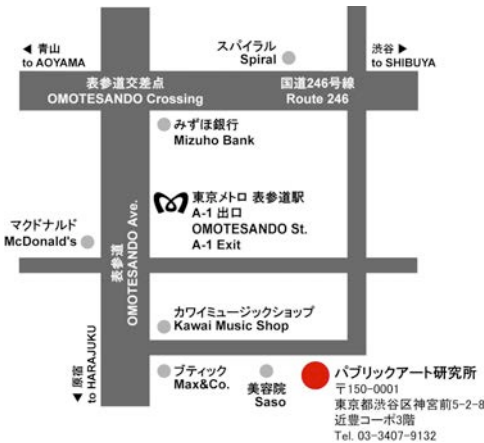 ◀ 青山
to AOYAMA
スパイラル
Spiral
渋谷 ▶
to SHIBUYA
表参道交差点
OMOTESANDO Crossing
国道246号線
Route 246
みずほ銀行
Mizuho Bank
東京メトロ 表参道駅
A-1 出口
OMOTESANDO St.
A-1 Exit
マクドナルド
McDonald's
表参道
OMOTESANDO Ave.
カワイミュージックショップ
Kawai Music Shop
◀ 原宿
to HARAJUKU
ブティック
Max&Co.
美容院
Saso
パブリックアート研究所
〒150-0001
東京都渋谷区神宮前5-2-8
近豊コーポ3階
Tel. 03-3407-9132